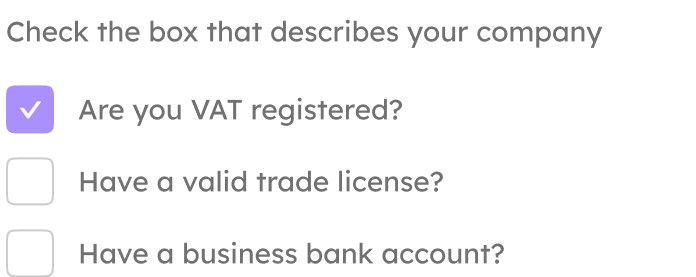 Check the box that describes your company
Are you VAT registered?
Have a valid trade license?
Have a business bank account?